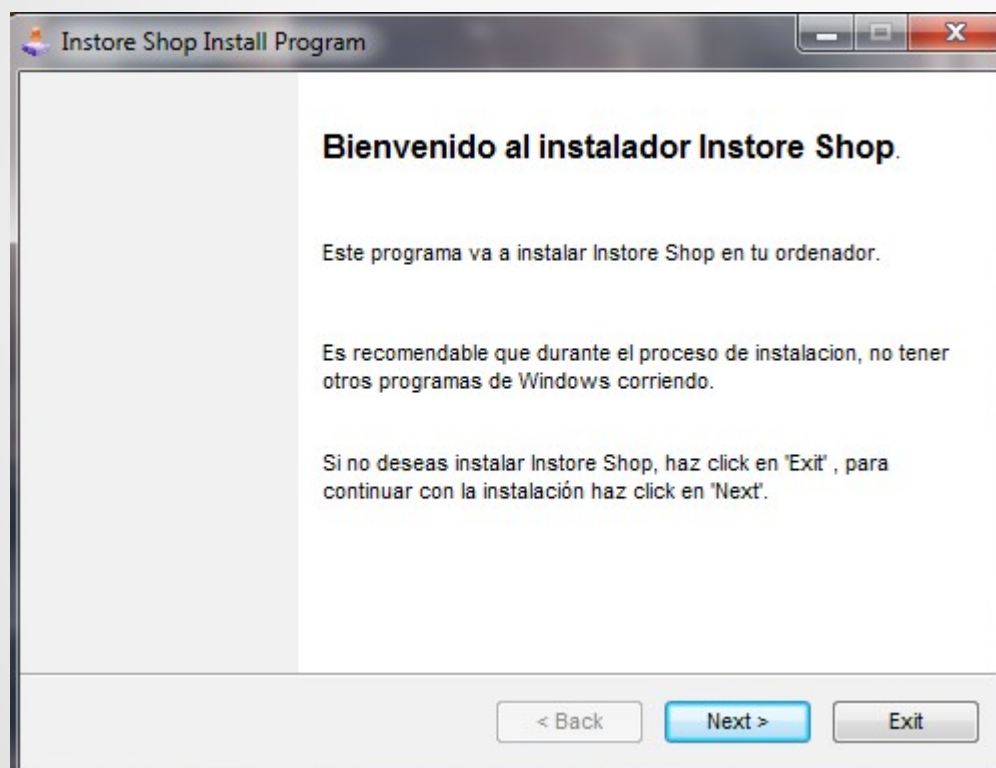 Instore Shop Install Program
Bienvenido al instalador Instore Shop.
Este programa va a instalar Instore Shop en tu ordenador.
Es recomendable que durante el proceso de instalacion, no tener
otros programas de Windows corriendo.
Si no deseas instalar Instore Shop, haz click en 'Exit' , para
continuar con la instalación haz click en 'Next'.
< Back
Next >
Exit